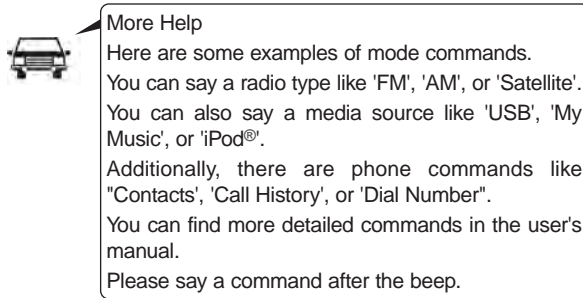 More Help
Here are some examples of mode commands.
You can say a radio type like 'FM', 'AM', or 'Satellite'.
You can also say a media source like 'USB', 'My
Music', or 'iPod®'.
Additionally, there are phone commands like
"Contacts', 'Call History', or 'Dial Number".
You can find more detailed commands in the user's
manual.
Please say a command after the beep.